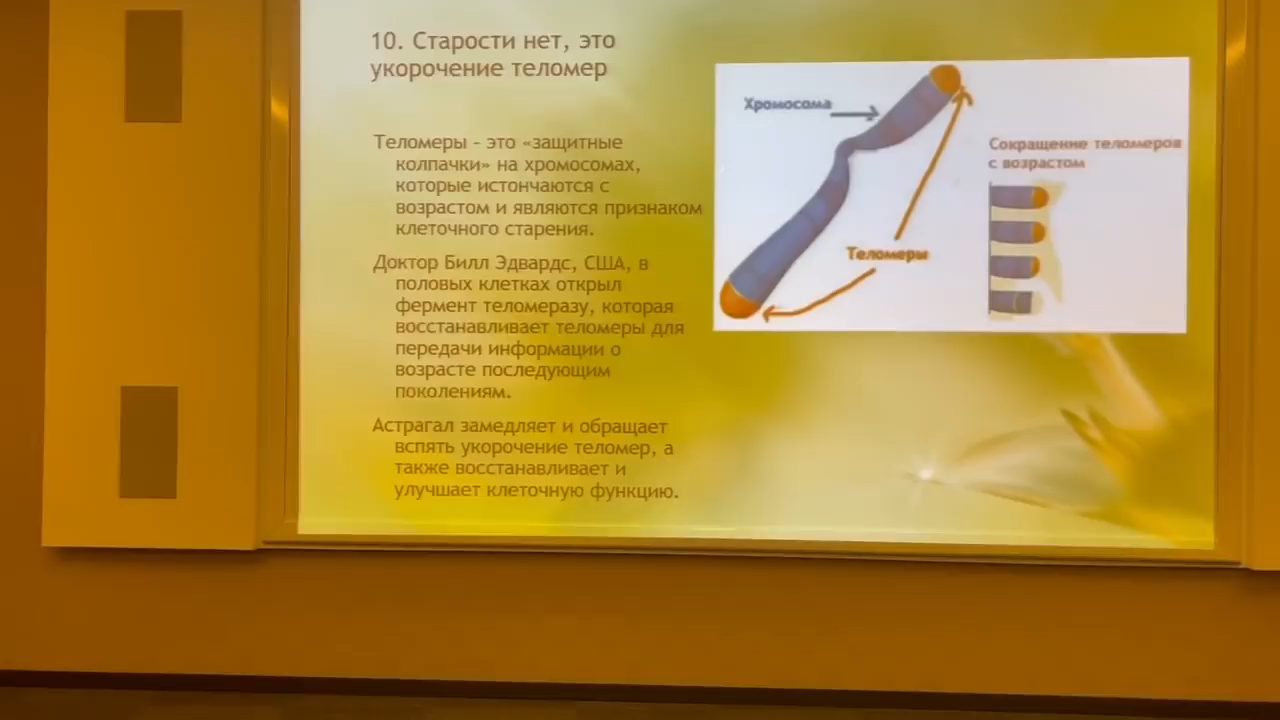 10. Старости нет, это
укорочение теломер
Теломеры - это «защитные
колпачки» на хромосомах,
которые истончаются с
возрастом и являются признаком
клеточного старения.
Доктор Билл Эдвардс, США, в
половых клетках открыл
фермент теломеразу, которая
восстанавливает теломеры для
передачи информации о
возрасте последующим
поколениям.
Астрагал замедляет и обращает
вспять укорочение теломер, а
также восстанавливает и
улучшает клеточную функцию.
Хромосома
Сокращение теломеров
с возрастом
Теломеры